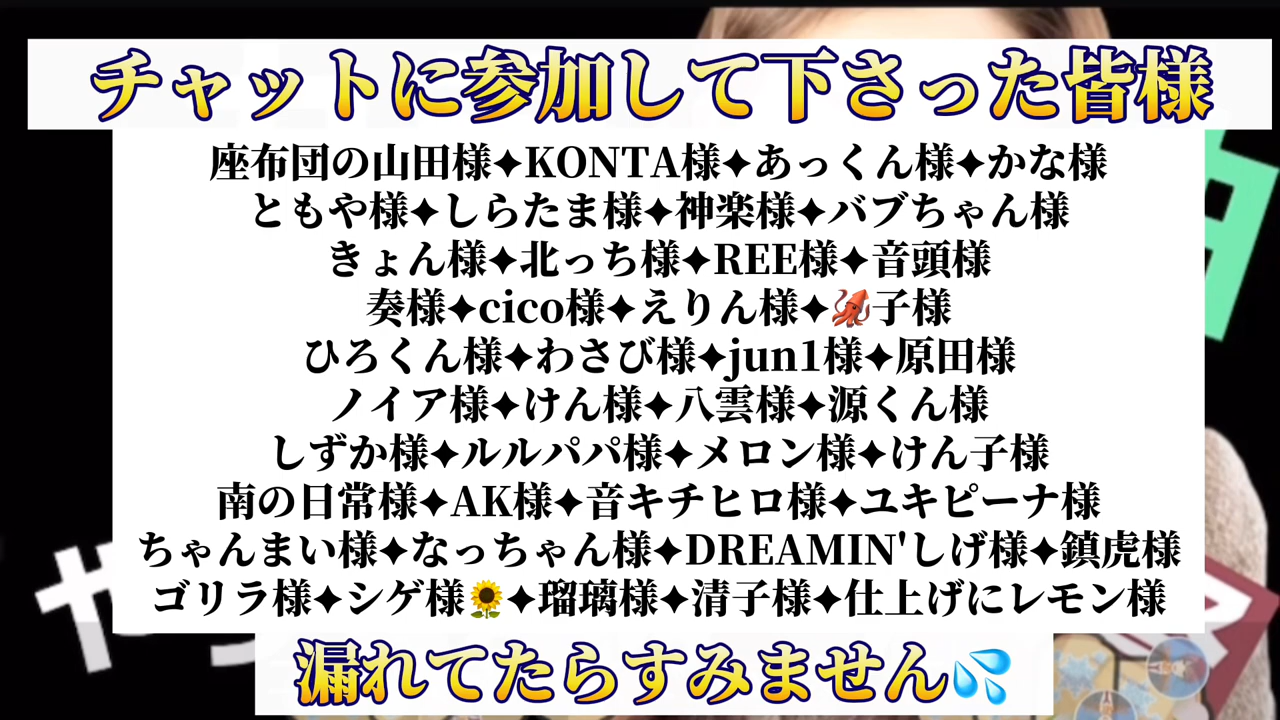 チャットに参加して下さった皆様
座布団の山田様✦KONTA様✦あっくん様✦かな様
ともや様✦しらたま様✦神楽様✦バブちゃん様
きょん様✦北っち様✦REE様✦音頭様
奏様✦cico様✦えりん様✦🦑子様
ひろくん様✦わさび様✦jun1様✦原田様
ノイア様✦けん様✦八雲様✦源くん様
しずか様✦ルルパパ様✦メロン様✦けん子様
南の日常様✦AK様✦音キチヒロ様✦ユキピーナ様
ちゃんまい様✦なっちゃん様✦DREAMIN'しげ様✦鎮虎様
ゴリラ様✦シゲ様🌻✦瑠璃様✦清子様✦仕上げにレモン様
漏れてたらすみません💦